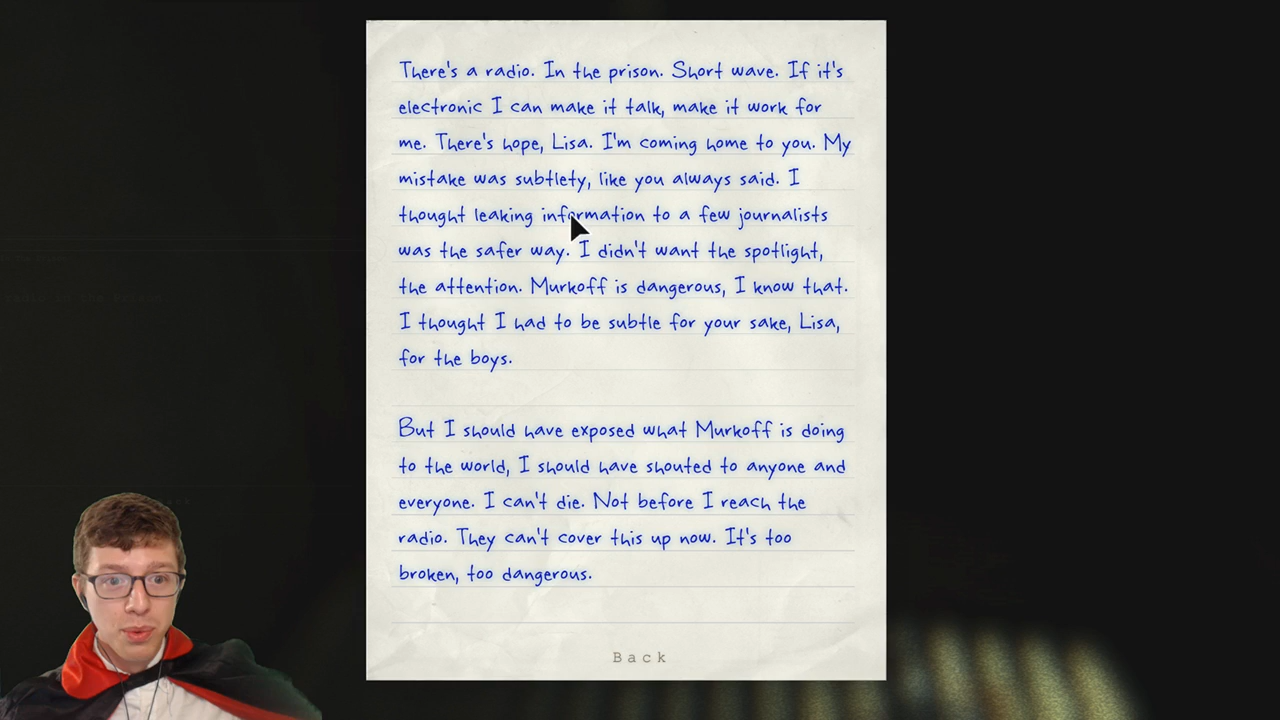 There's a radio. In the prison. Short wave. If it's
electronic I can make it talk, make it work for
me. There's hope, Lisa. I'm coming home to you. My
mistake was subtlety, like you always said. I
thought leaking information to a few journalists
was the safer way. I didn't want the spotlight,
the attention. Murkoff is dangerous, I know that.
I thought I had to be subtle for your sake, Lisa,
for the boys.
But I should have exposed what Murkoff is doing
to the world, I should have shouted to anyone and
everyone. I can't die. Not before I reach the
radio. They can't cover this up now. It's too
broken, too dangerous.
Back